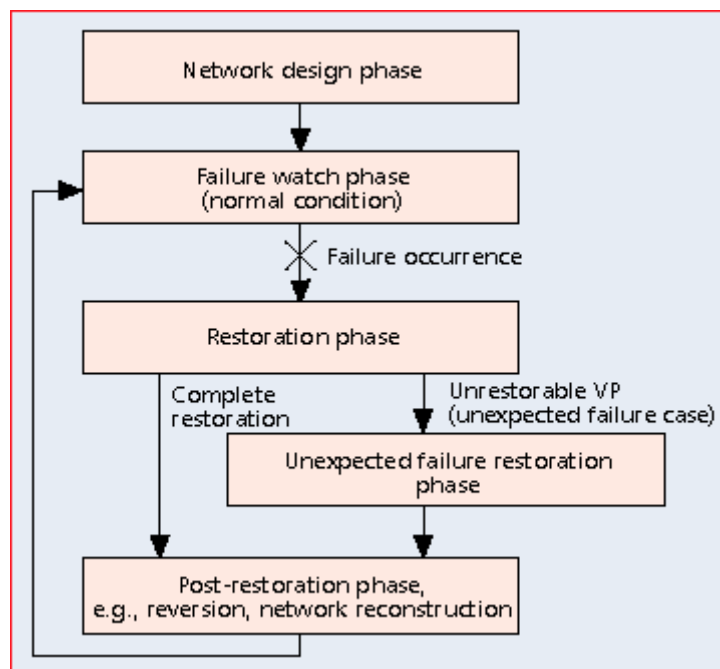 Network design phase
Failure watch phase
(normal condition)
Failure occurrence
Restoration phase
Complete
restoration
Unrestorable VP
(unexpected failure case)
Unexpected failure restoration
phase
Post-restoration phase,
e.g., reversion, network reconstruction